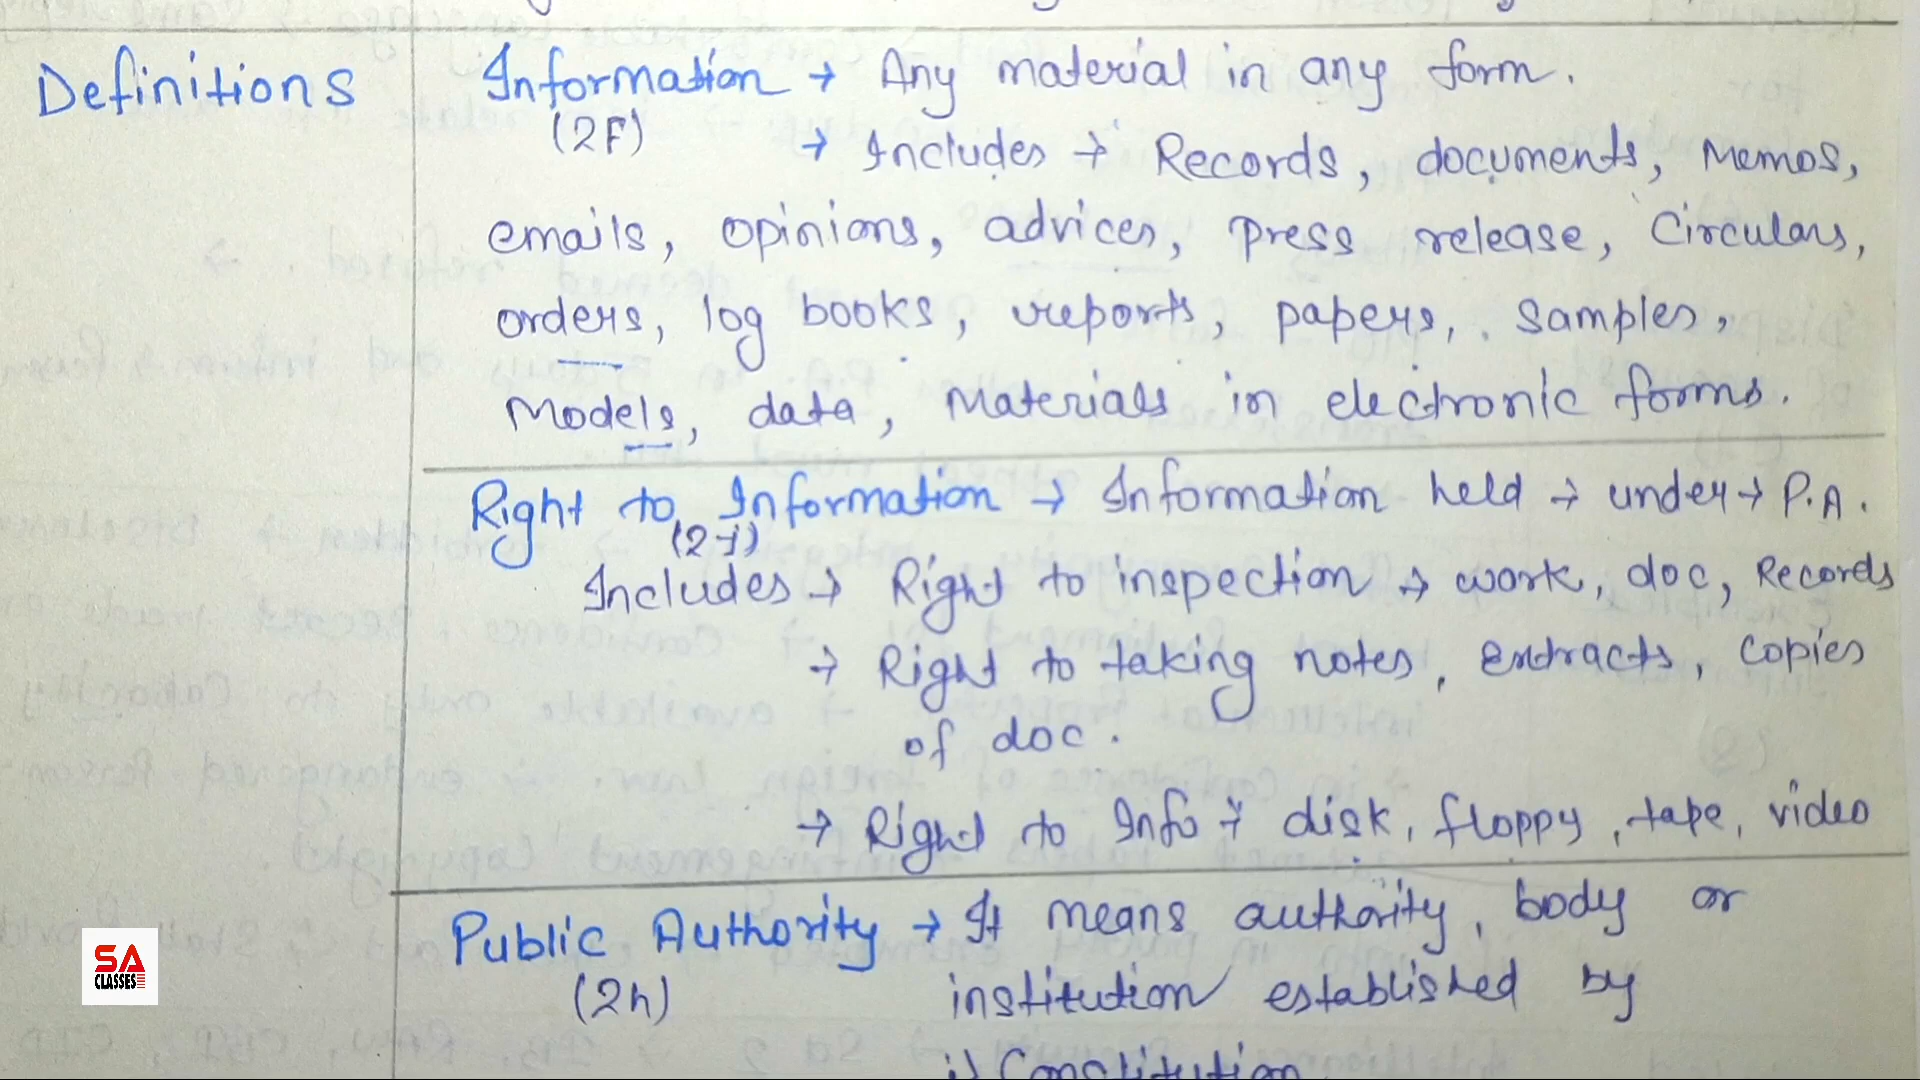 Definitions
Information → Any material in any form.
(2F)
→ Includes → Records, documents, Memos,
emails, opinions, advices, press release, Circulars,
orders, log books, reports, papers, samples,
Models, data, Materials in electronic forms.
Right to Information → Information held → under → P.A.
(2-j)
Includes → Right to inspection → work, doc, Records
→ Right to taking notes, extracts, copies
of doc.
→ Right to Info → disk, floppy, tape, video
Public Authority → It means authority, body or
(2h)
institution established by
i) Constitution
SA
CLASSES